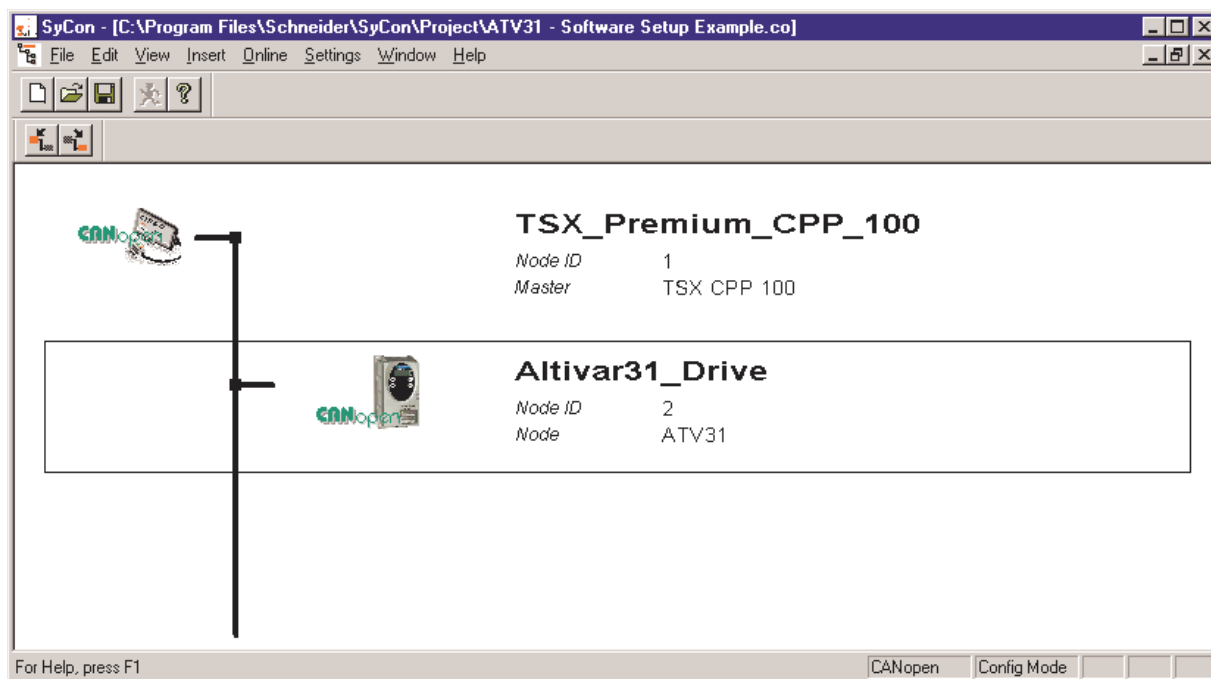 SyCon - [C:\Program Files\Schneider\SyCon\Project\ATV31 - Software Setup Example.co]
File Edit View Insert Online Settings Window Help
CANopen
TSX_Premium_CPP_100
Node ID 1
Master TSX CPP 100
CANopen
Altivar31_Drive
Node ID 2
Node ATV31
For Help, press F1 CANopen Config Mode